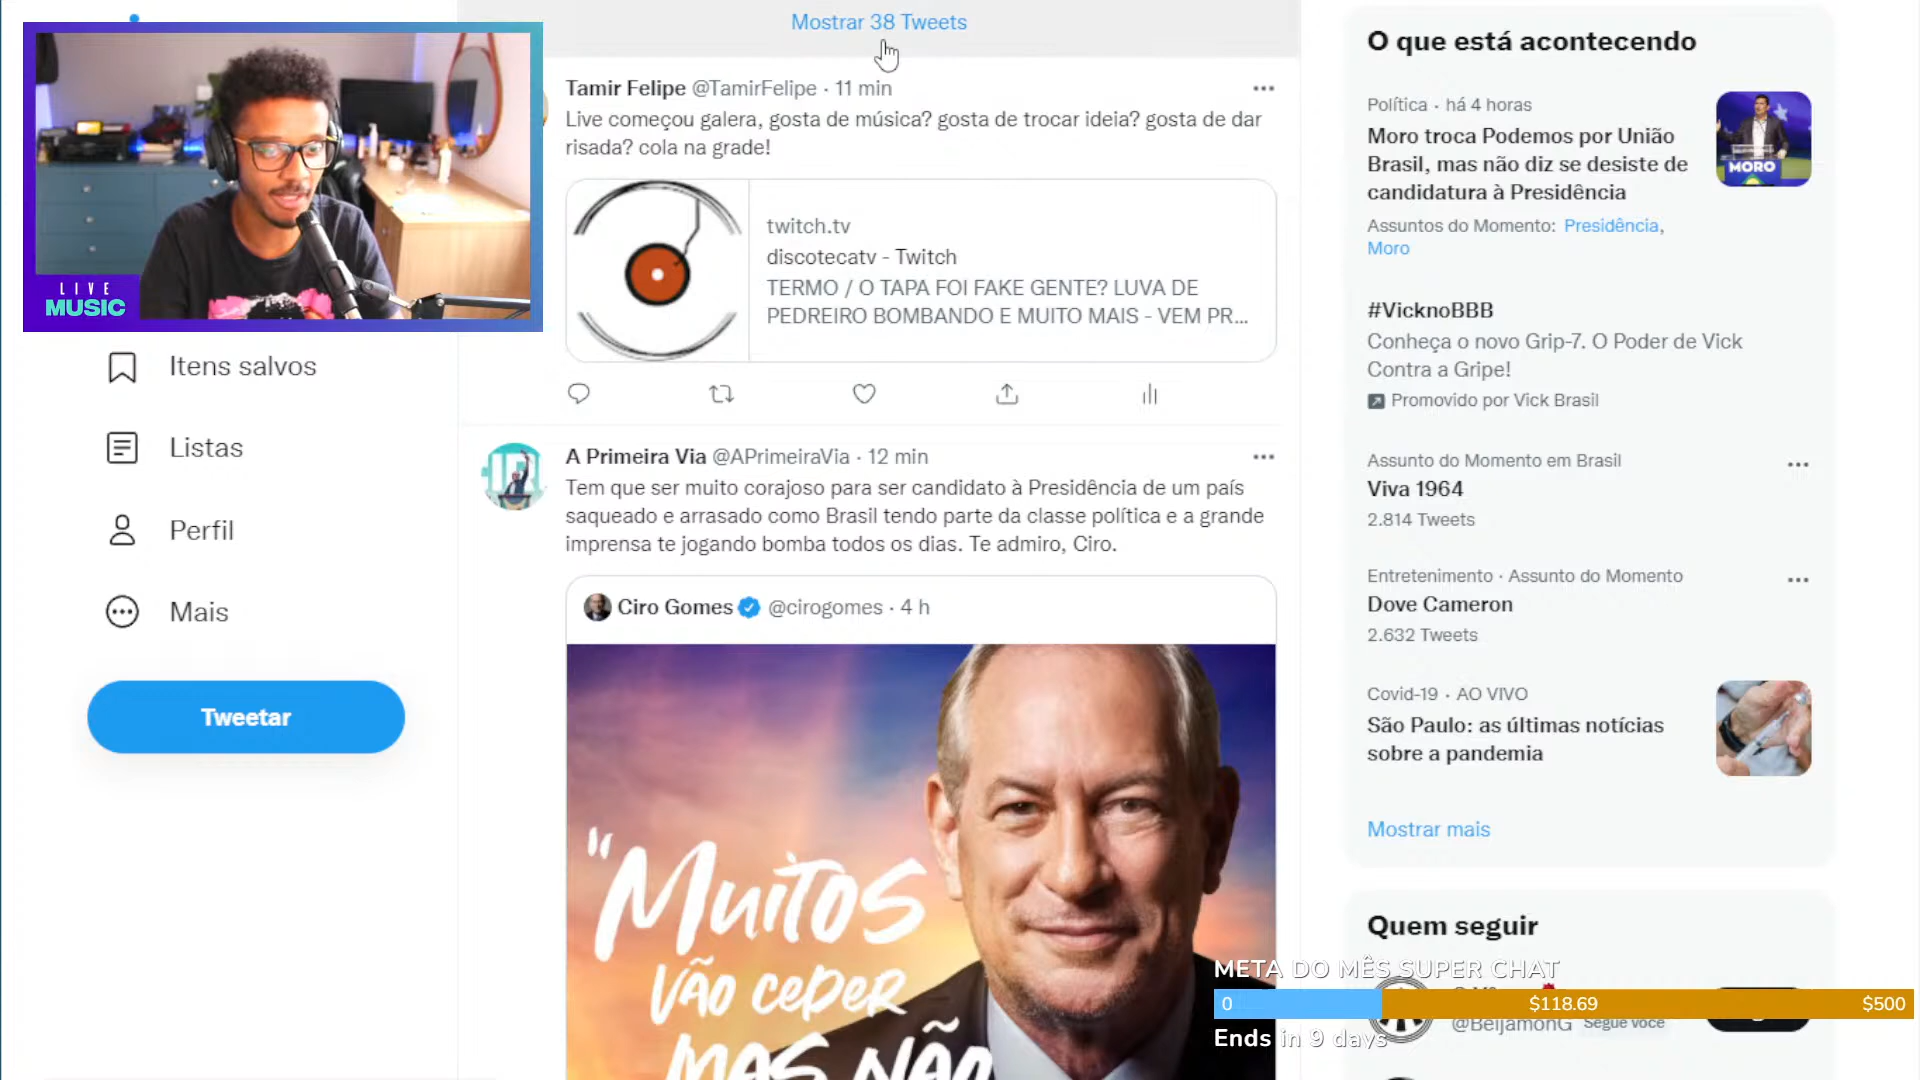 LIVE
MUSIC
Itens salvos
Listas
Perfil
Mais
Tweetar
Mostrar 38 Tweets
Tamir Felipe @TamirFelipe · 11 min
Live começou galera, gosta de música? gosta de trocar ideia? gosta de dar
risada? cola na grade!
twitch.tv
discotecatv - Twitch
TERMO / O TAPA FOI FAKE GENTE? LUVA DE
PEDREIRO BOMBANDO E MUITO MAIS - VEM PR...
A Primeira Via @APrimeiraVia · 12 min
Tem que ser muito corajoso para ser candidato à Presidência de um país
saqueado e arrasado como Brasil tendo parte da classe política e a grande
imprensa te jogando bomba todos os dias. Te admiro, Ciro.
Ciro Gomes @cirogomes · 4 h
"MUITOS
VÃO CEDER
MAS NÃO
O que está acontecendo
Política · há 4 horas
Moro troca Podemos por União
Brasil, mas não diz se desiste de
candidatura à Presidência
MORO
Assuntos do Momento: Presidência,
Moro
#VicknoBBB
Conheça o novo Grip-7. O Poder de Vick
Contra a Gripe!
Promovido por Vick Brasil
Assunto do Momento em Brasil
Viva 1964
2.814 Tweets
Entretenimento · Assunto do Momento
Dove Cameron
2.632 Tweets
Covid-19 · AO VIVO
São Paulo: as últimas notícias
sobre a pandemia
Mostrar mais
Quem seguir
META DO MÊS SUPER CHAT
0 $118.69 $500
@BeijamonG Segue você
Ends in 9 days